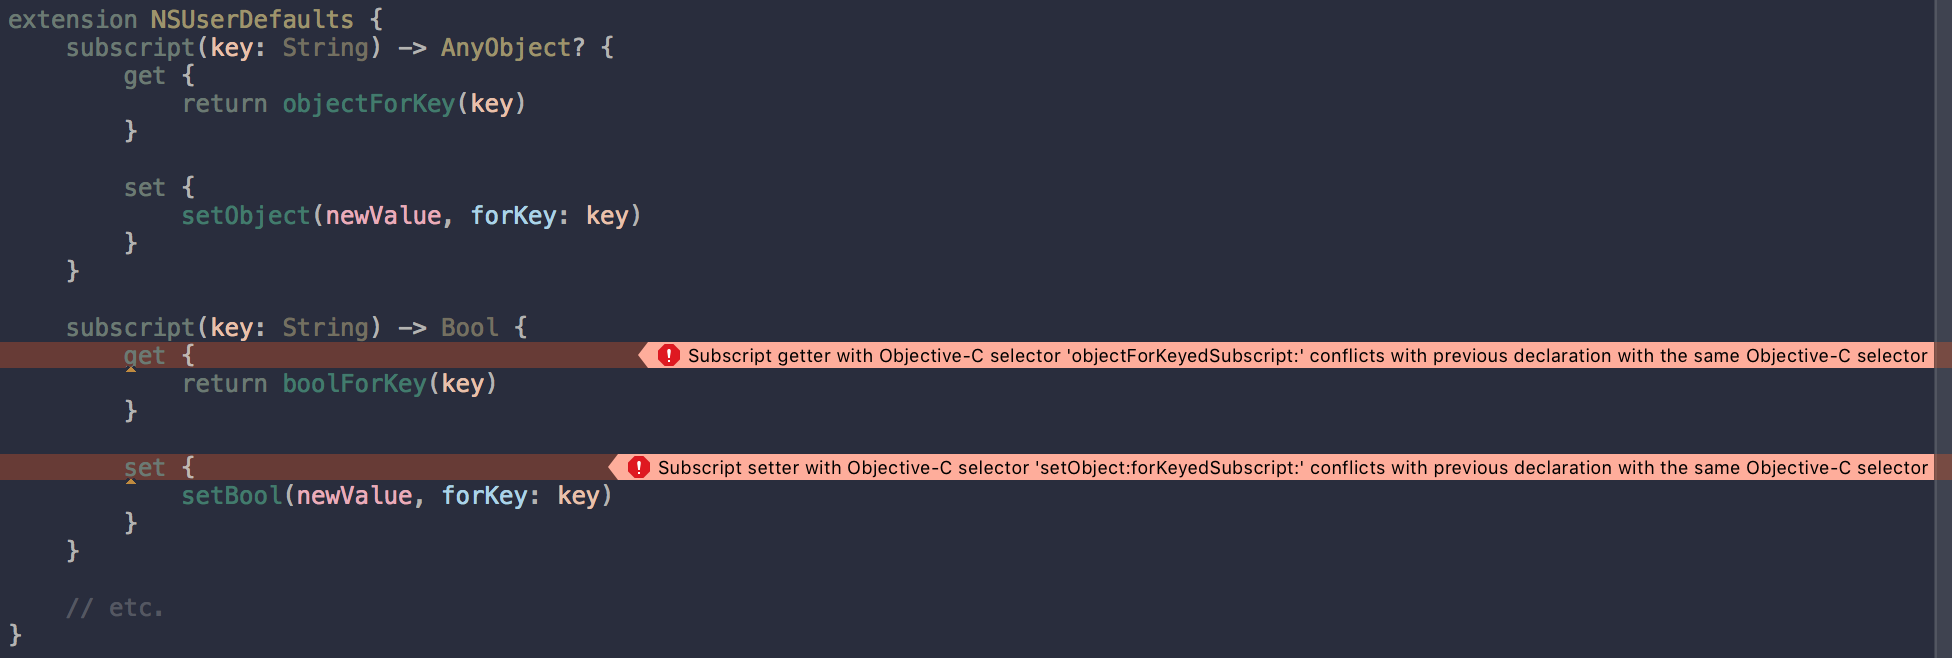 extension NSUserDefaults {
    subscript(key: String) -> AnyObject? {
        get {
            return objectForKey(key)
        }

        set {
            setObject(newValue, forKey: key)
        }
    }

    subscript(key: String) -> Bool {
        get {    Subscript getter with Objective-C selector 'objectForKeyedSubscript:' conflicts with previous declaration with the same Objective-C selector
            return boolForKey(key)
        }

        set {    Subscript setter with Objective-C selector 'setObject:forKeyedSubscript:' conflicts with previous declaration with the same Objective-C selector
            setBool(newValue, forKey: key)
        }
    }

    // etc.
}